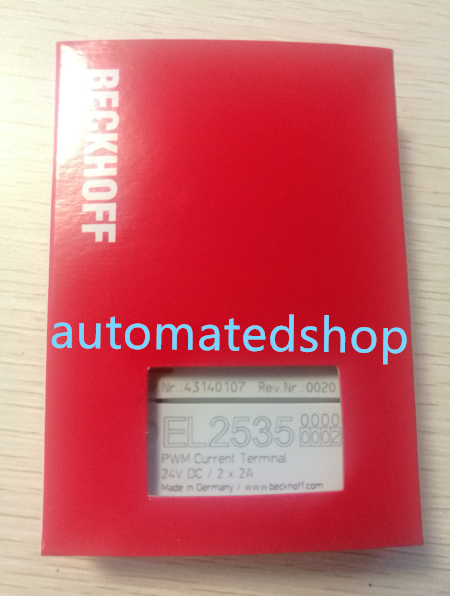 BECKHOFF
automatedshop
Nr.:43140107 Rev.Nr.:0020
EL2535 0000
0002
PWM Current Terminal
24V DC / 2 x 2A
Made in Germany / www.beckhoff.com